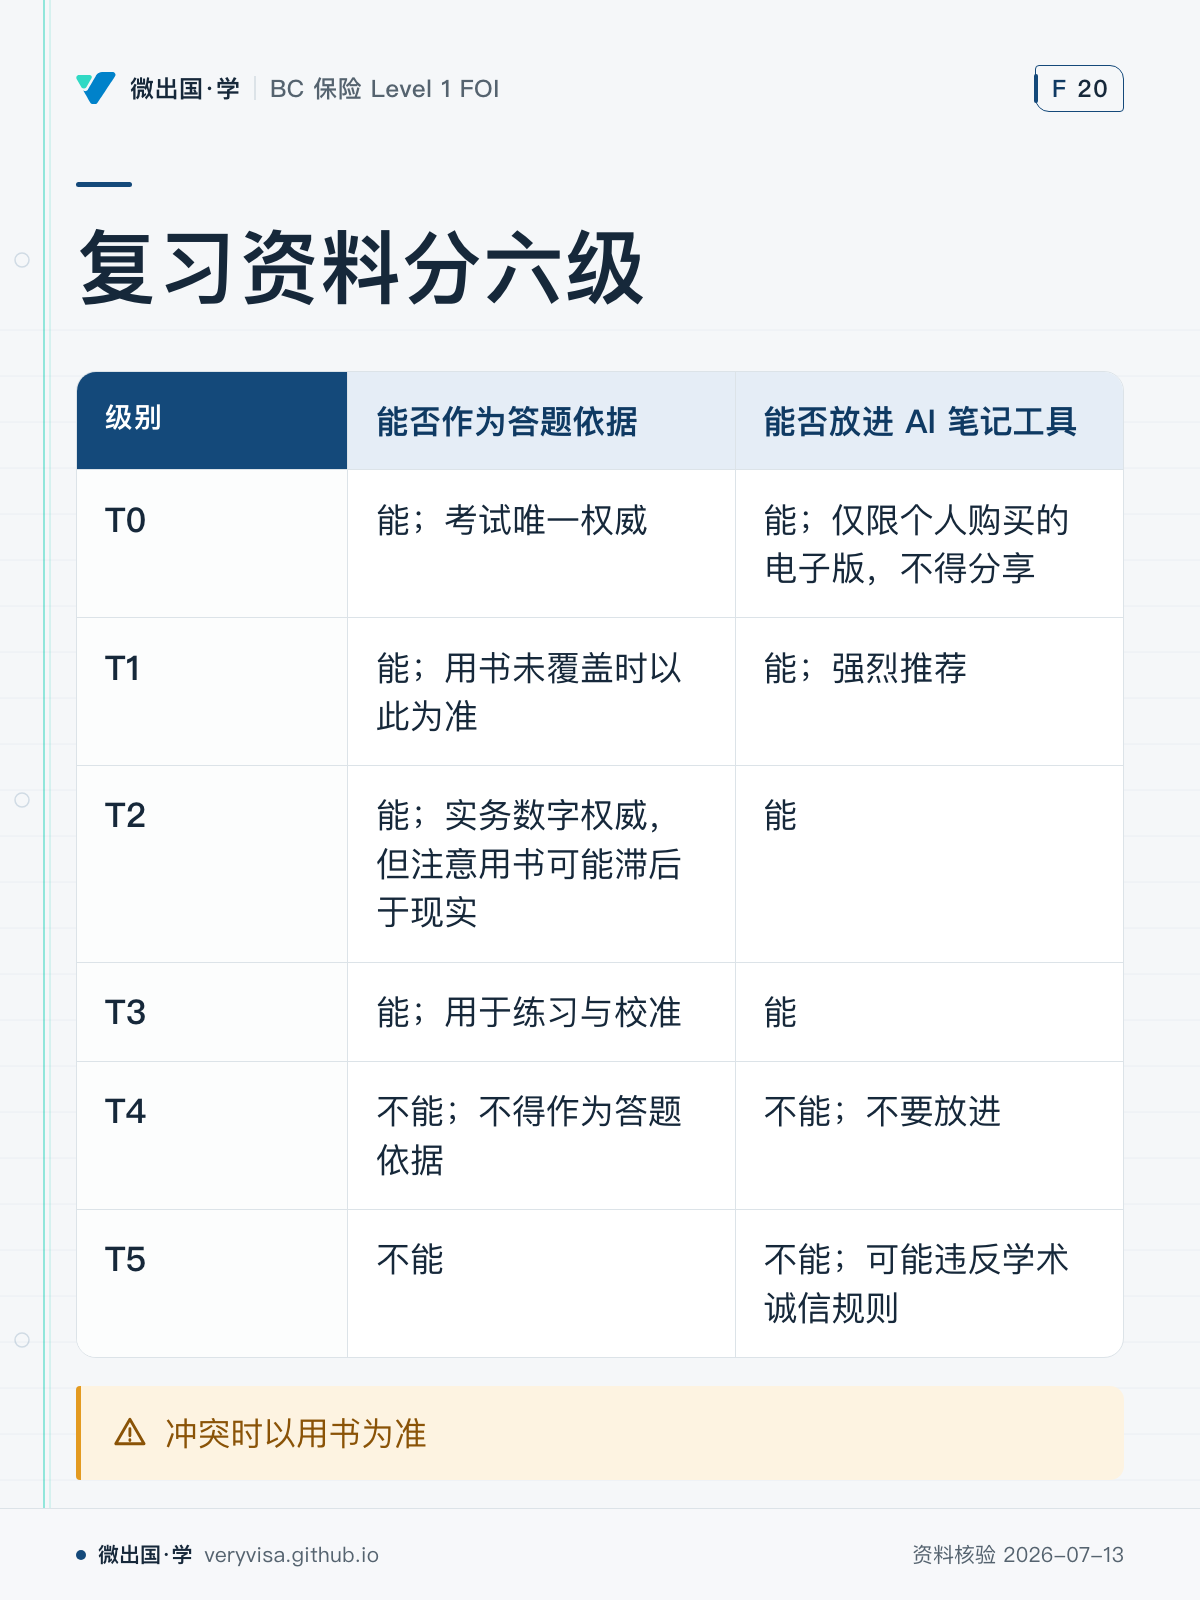 微出国·学 BC 保险 Level 1 FOI
F 20
复习资料分六级
级别 能否作为答题依据 能否放进 AI 笔记工具
T0 能；考试唯一权威 能；仅限个人购买的
电子版，不得分享
T1 能；用书未覆盖时以 能；强烈推荐
此为准
T2 能；实务数字权威， 能
但注意用书可能滞后
于现实
T3 能；用于练习与校准 能
T4 不能；不得作为答题 不能；不要放进
依据
T5 不能 不能；可能违反学术
诚信规则
冲突时以用书为准
微出国·学 veryvisa.github.io 资料核验 2026–07–13